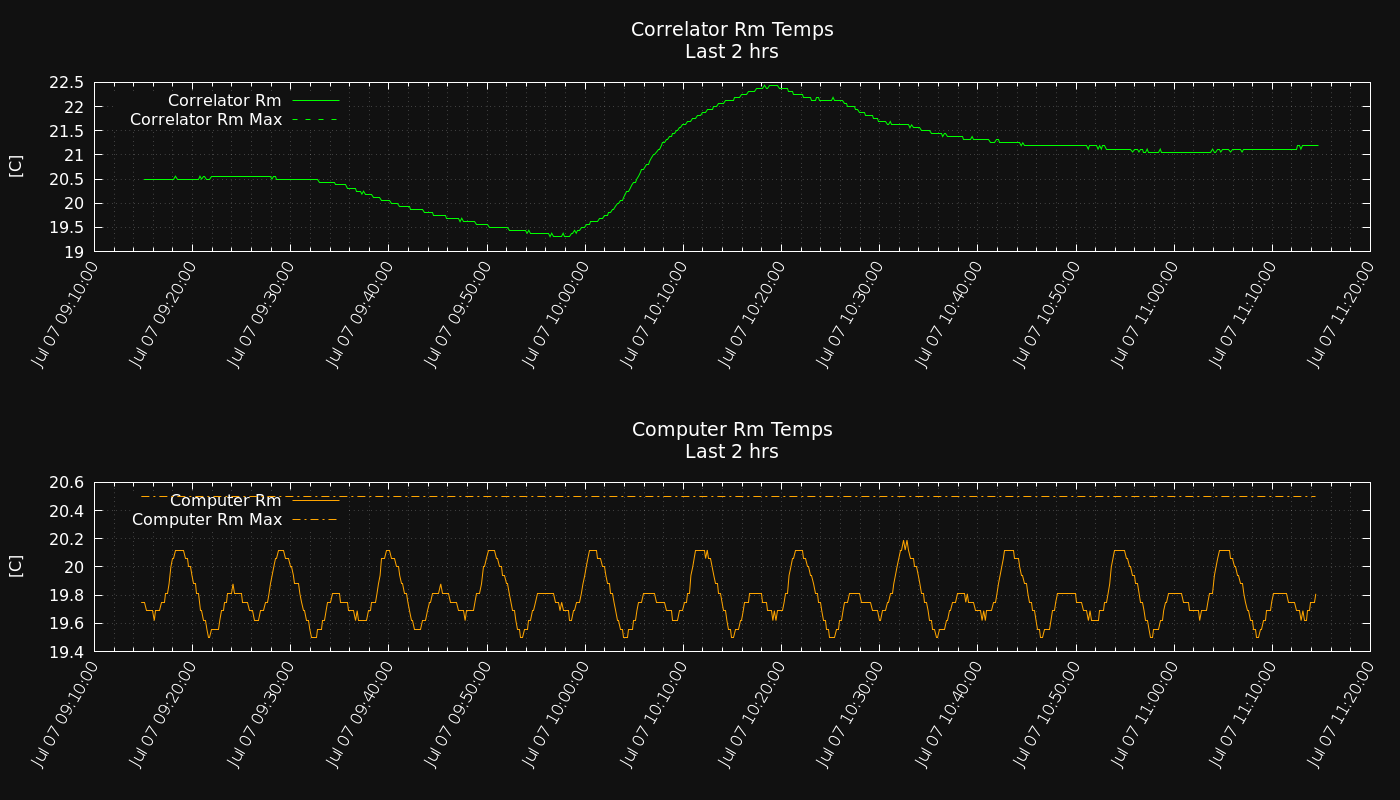 Correlator Rm Temps
Last 2 hrs
22.5
22
21.5
21
20.5
20
19.5
19
[C]
Correlator Rm
Correlator Rm Max
Jul 07 09:10:00
Jul 07 09:20:00
Jul 07 09:30:00
Jul 07 09:40:00
Jul 07 09:50:00
Jul 07 10:00:00
Jul 07 10:10:00
Jul 07 10:20:00
Jul 07 10:30:00
Jul 07 10:40:00
Jul 07 10:50:00
Jul 07 11:00:00
Jul 07 11:10:00
Jul 07 11:20:00
Computer Rm Temps
Last 2 hrs
20.6
20.4
20.2
20
19.8
19.6
19.4
[C]
Computer Rm
Computer Rm Max
Jul 07 09:10:00
Jul 07 09:20:00
Jul 07 09:30:00
Jul 07 09:40:00
Jul 07 09:50:00
Jul 07 10:00:00
Jul 07 10:10:00
Jul 07 10:20:00
Jul 07 10:30:00
Jul 07 10:40:00
Jul 07 10:50:00
Jul 07 11:00:00
Jul 07 11:10:00
Jul 07 11:20:00